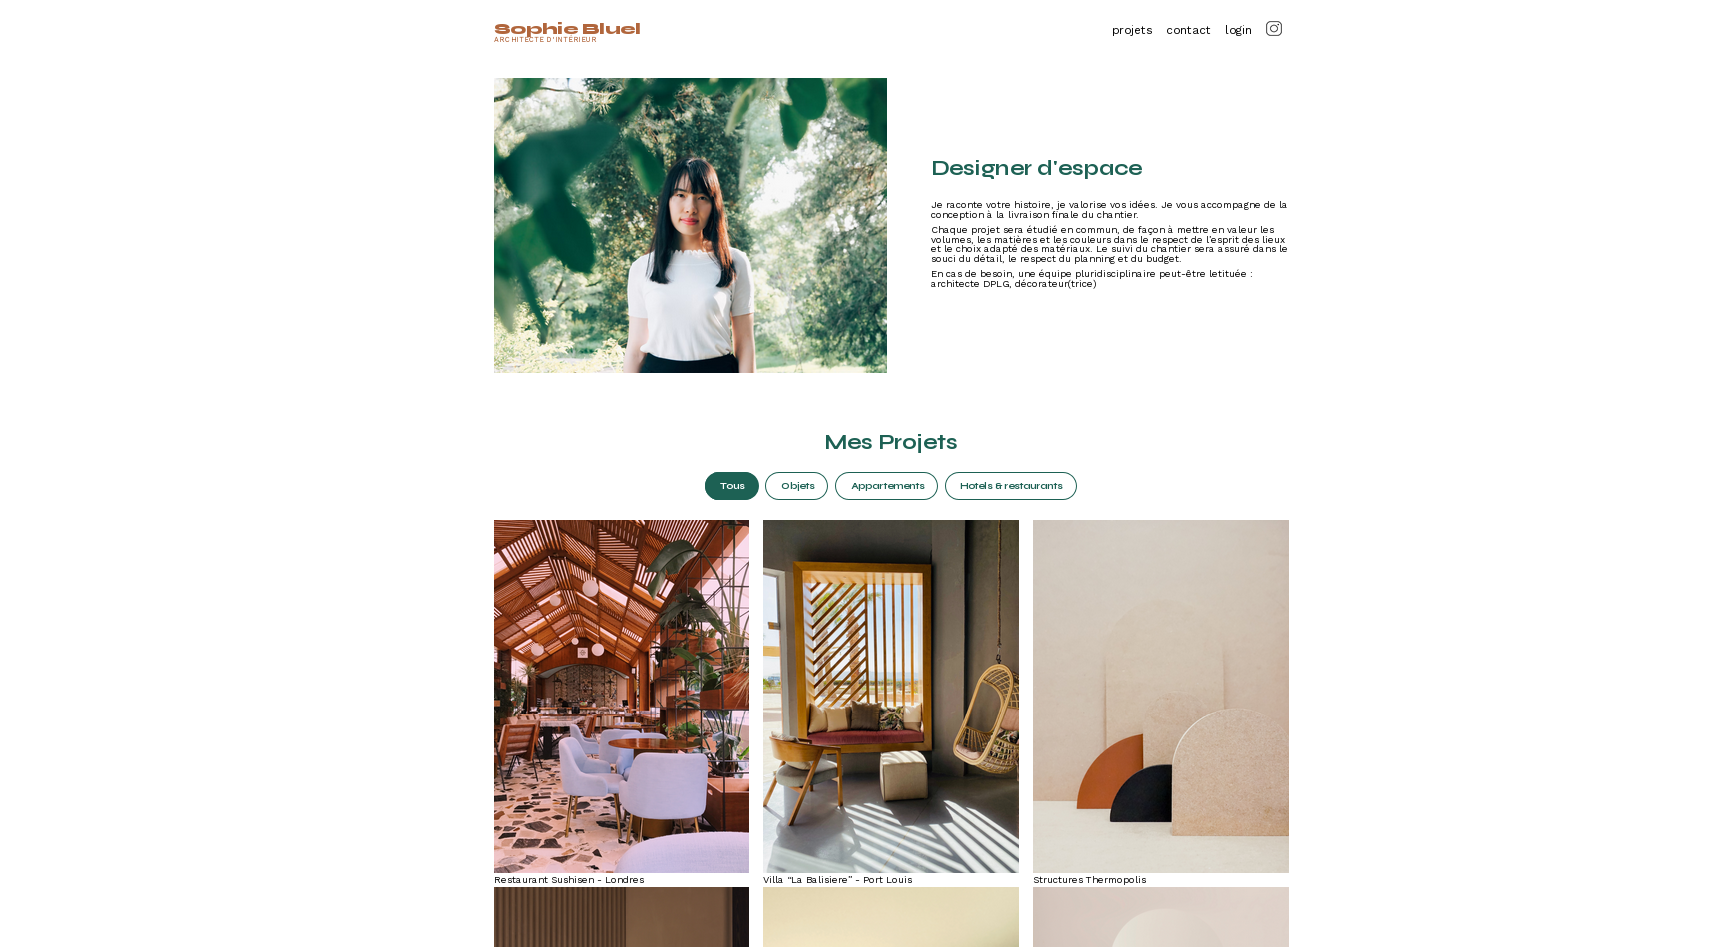 Sophie Bluel
ARCHITECTE D'INTÉRIEUR
projets contact login
Designer d'espace
Je raconte votre histoire, je valorise vos idées. Je vous accompagne de la
conception à la livraison finale du chantier.
Chaque projet sera étudié en commun, de façon à mettre en valeur les
volumes, les matières et les couleurs dans le respect de l'esprit des lieux
et le choix adapté des matériaux. Le suivi du chantier sera assuré dans le
souci du détail, le respect du planning et du budget.
En cas de besoin, une équipe pluridisciplinaire peut-être letituée :
architecte DPLG, décorateur(trice)
Mes Projets
Tous Objets Appartements Hotels & restaurants
Restaurant Sushisen - Londres
Villa “La Balisiere” - Port Louis
Structures Thermopolis